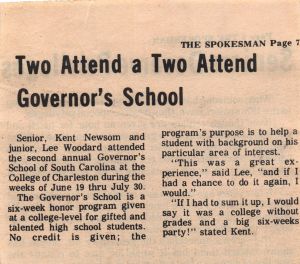 THE SPOKESMAN Page 7
Two Attend a Two Attend
Governor's School
Senior, Kent Newsom and
junior, Lee Woodard attended
the second annual Governor's
School of South Carolina at the
College of Charleston during the
weeks of June 19 thru July 30.
The Governor's School is a
six-week honor program given
at a college-level for gifted and
talented high school students.
No credit is given; the
program's purpose is to help a
student with background on his
particular area of interest.
"This was a great ex-
perience," said Lee, "and if
I had a chance to do it again, I
would."
"If I had to sum it up, I would
say it was a college without
grades and a big six-weeks
party!" stated Kent.